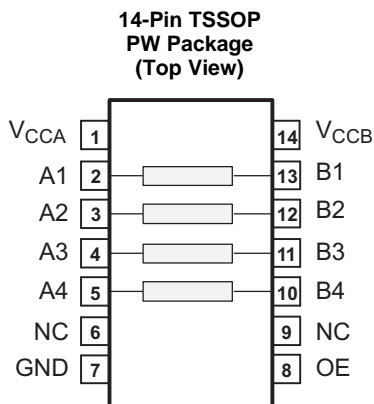 14-Pin TSSOP
PW Package
(Top View)
VCCA 1 14 VCCB
A1 2 13 B1
A2 3 12 B2
A3 4 11 B3
A4 5 10 B4
NC 6 9 NC
GND 7 8 OE